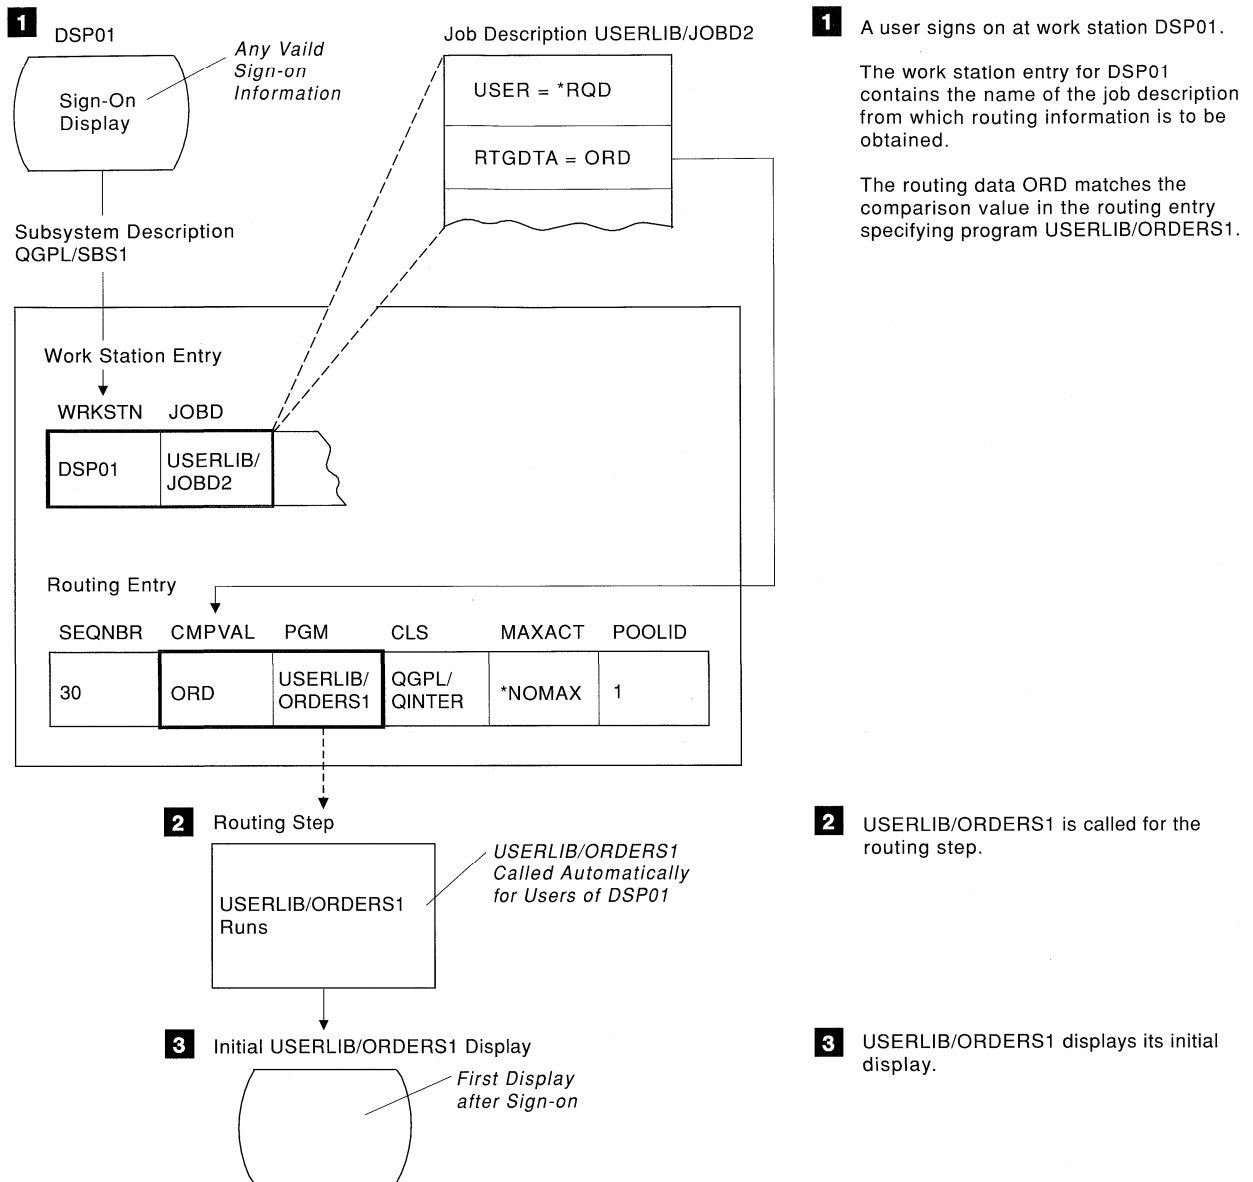 1
DSP01
Any Vaild
Sign-on
Information
Sign-On
Display
Job Description USERLIB/JOBD2
USER = *RQD
RTGDTA = ORD
Subsystem Description
QGPL/SBS1
Work Station Entry
WRKSTN JOBD
DSP01
USERLIB/
JOBD2
Routing Entry
SEQNBR CMPVAL PGM CLS MAXACT POOLID
30
ORD
USERLIB/
ORDERS1
QGPL/
QINTER
*NOMAX
1
2 Routing Step
USERLIB/ORDERS1
Runs
USERLIB/ORDERS1
Called Automatically
for Users of DSP01
3 Initial USERLIB/ORDERS1 Display
First Display
after Sign-on
1 A user signs on at work station DSP01.
The work station entry for DSP01
contains the name of the job description
from which routing information is to be
obtained.
The routing data ORD matches the
comparison value in the routing entry
specifying program USERLIB/ORDERS1.
2 USERLIB/ORDERS1 is called for the
routing step.
3 USERLIB/ORDERS1 displays its initial
display.